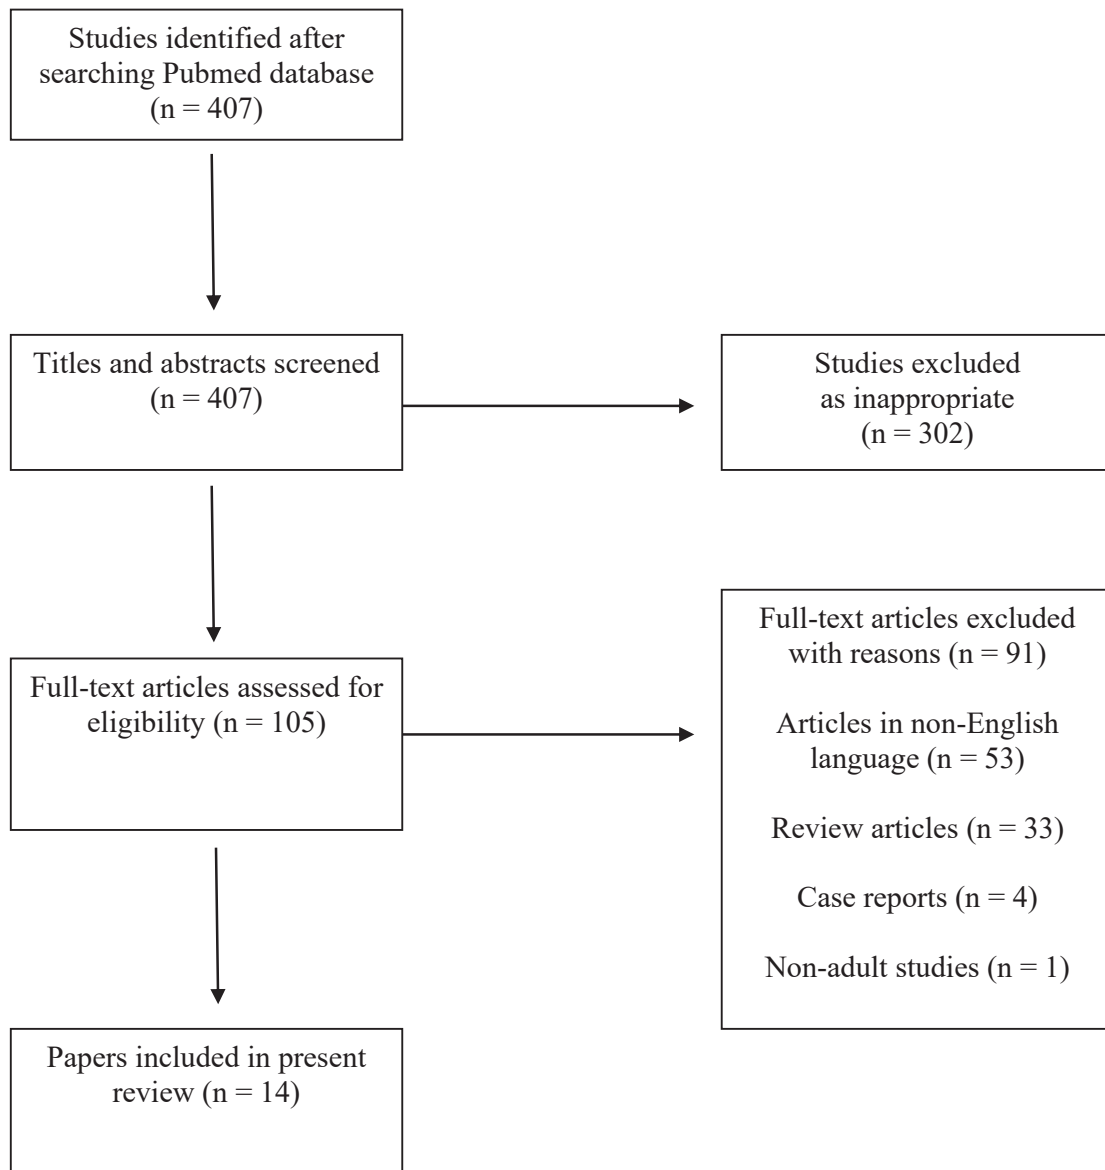 Studies identified after
searching Pubmed database
(n = 407)
Titles and abstracts screened
(n = 407)
Studies excluded
as inappropriate
(n = 302)
Full-text articles assessed for
eligibility (n = 105)
Full-text articles excluded
with reasons (n = 91)
Articles in non-English
language (n = 53)
Review articles (n = 33)
Case reports (n = 4)
Non-adult studies (n = 1)
Papers included in present
review (n = 14)